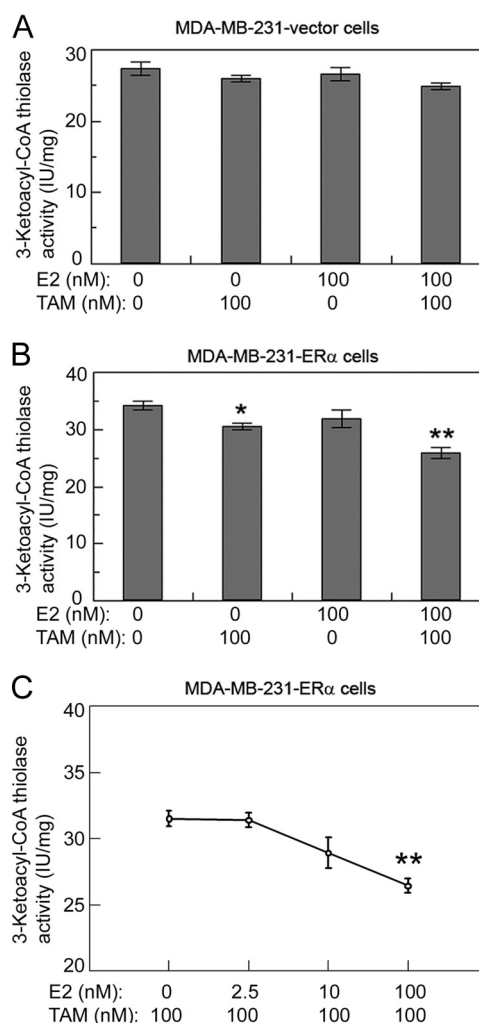 A
MDA-MB-231-vector cells
3-Ketoacyl-CoA thiolase
activity (IU/mg)
30
20
10
0
E2 (nM): 0 0 100 100
TAM (nM): 0 100 0 100
B
MDA-MB-231-ERα cells
3-Ketoacyl-CoA thiolase
activity (IU/mg)
40
30
20
10
0
*
**
E2 (nM): 0 0 100 100
TAM (nM): 0 100 0 100
C
MDA-MB-231-ERα cells
3-Ketoacyl-CoA thiolase
activity (IU/mg)
40
35
30
25
20
**
E2 (nM): 0 2.5 10 100
TAM (nM): 100 100 100 100